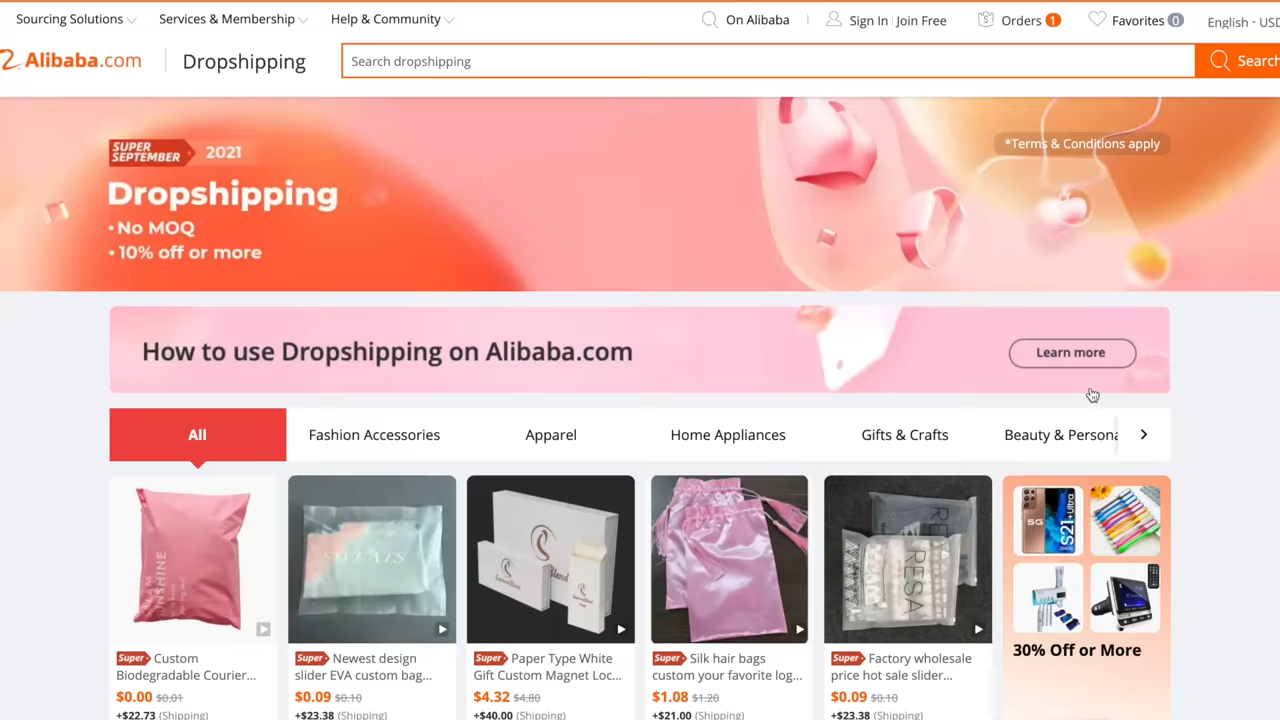 Sourcing Solutions Services & Membership Help & Community On Alibaba Sign In Join Free Orders 1 Favorites 0 English - USD
Alibaba.com Dropshipping Search dropshipping Search
SUPER SEPTEMBER 2021
*Terms & Conditions apply
Dropshipping
• No MOQ
• 10% off or more
How to use Dropshipping on Alibaba.com Learn more
All Fashion Accessories Apparel Home Appliances Gifts & Crafts Beauty & Persona
S21+Ultra
5G
30% Off or More
Super Custom
Biodegradable Courier...
$0.00 $0.01
+$22.73 (Shipping)
Super Newest design
slider EVA custom bag...
$0.09 $0.10
+$23.38 (Shipping)
Super Paper Type White
Gift Custom Magnet Loc...
$4.32 $4.80
+$40.00 (Shipping)
Super Silk hair bags
custom your favorite log...
$1.08 $1.20
+$21.00 (Shipping)
Super Factory wholesale
price hot sale slider...
$0.09 $0.10
+$23.38 (Shipping)